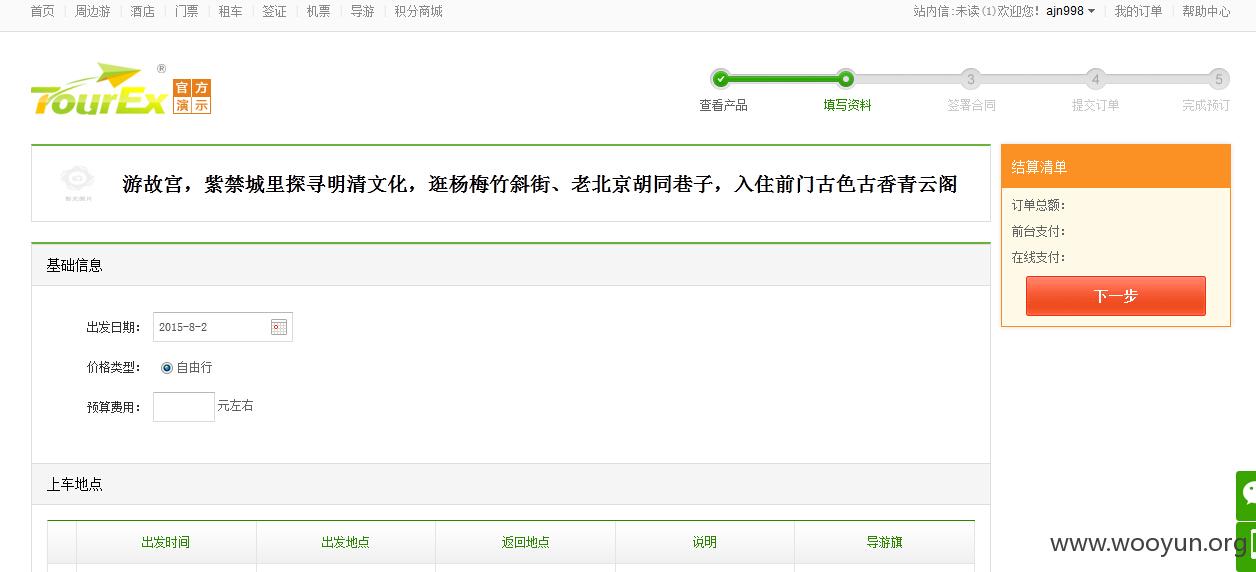 首页 周边游 酒店 门票 租车 签证 机票 导游 积分商城 站内信:未读(1)欢迎您! ajn998 我的订单 帮助中心
TourEx ® 官方演示
3 4 5
查看产品 填写资料 签署合同 提交订单 完成预订
暂无图片 游故宫，紫禁城里探寻明清文化，逛杨梅竹斜街、老北京胡同巷子，入住前门古色古香青云阁
结算清单
订单总额：
前台支付：
在线支付：
下一步
基础信息
出发日期： 2015-8-2
价格类型： 自由行
预算费用： 元左右
上车地点
出发时间 出发地点 返回地点 说明 导游旗
www.wooyun.org